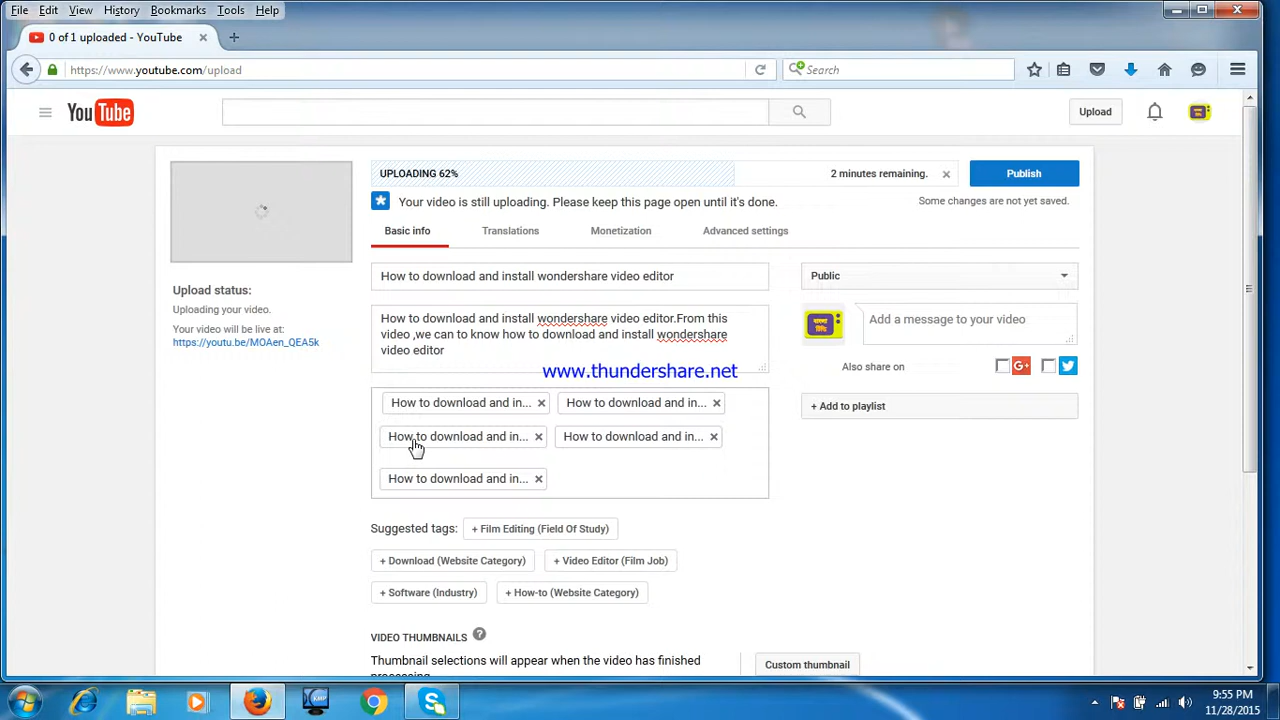 File Edit View History Bookmarks Tools Help
0 of 1 uploaded - YouTube
https://www.youtube.com/upload
Search
YouTube
Upload
UPLOADING 62%
2 minutes remaining.
Publish
Your video is still uploading. Please keep this page open until it's done.
Some changes are not yet saved.
Basic info
Translations
Monetization
Advanced settings
Upload status:
Uploading your video.
Your video will be live at:
https://youtu.be/MOAen_QEA5k
How to download and install wondershare video editor
How to download and install wondershare video editor.From this
video ,we can to know how to download and install wondershare
video editor
www.thundershare.net
How to download and in...
How to download and in...
How to download and in...
How to download and in...
How to download and in...
Public
Add a message to your video
Also share on
G+
+ Add to playlist
Suggested tags:
+ Film Editing (Field Of Study)
+ Download (Website Category)
+ Video Editor (Film Job)
+ Software (Industry)
+ How-to (Website Category)
VIDEO THUMBNAILS ?
Thumbnail selections will appear when the video has finished
Custom thumbnail
9:55 PM
11/28/2015